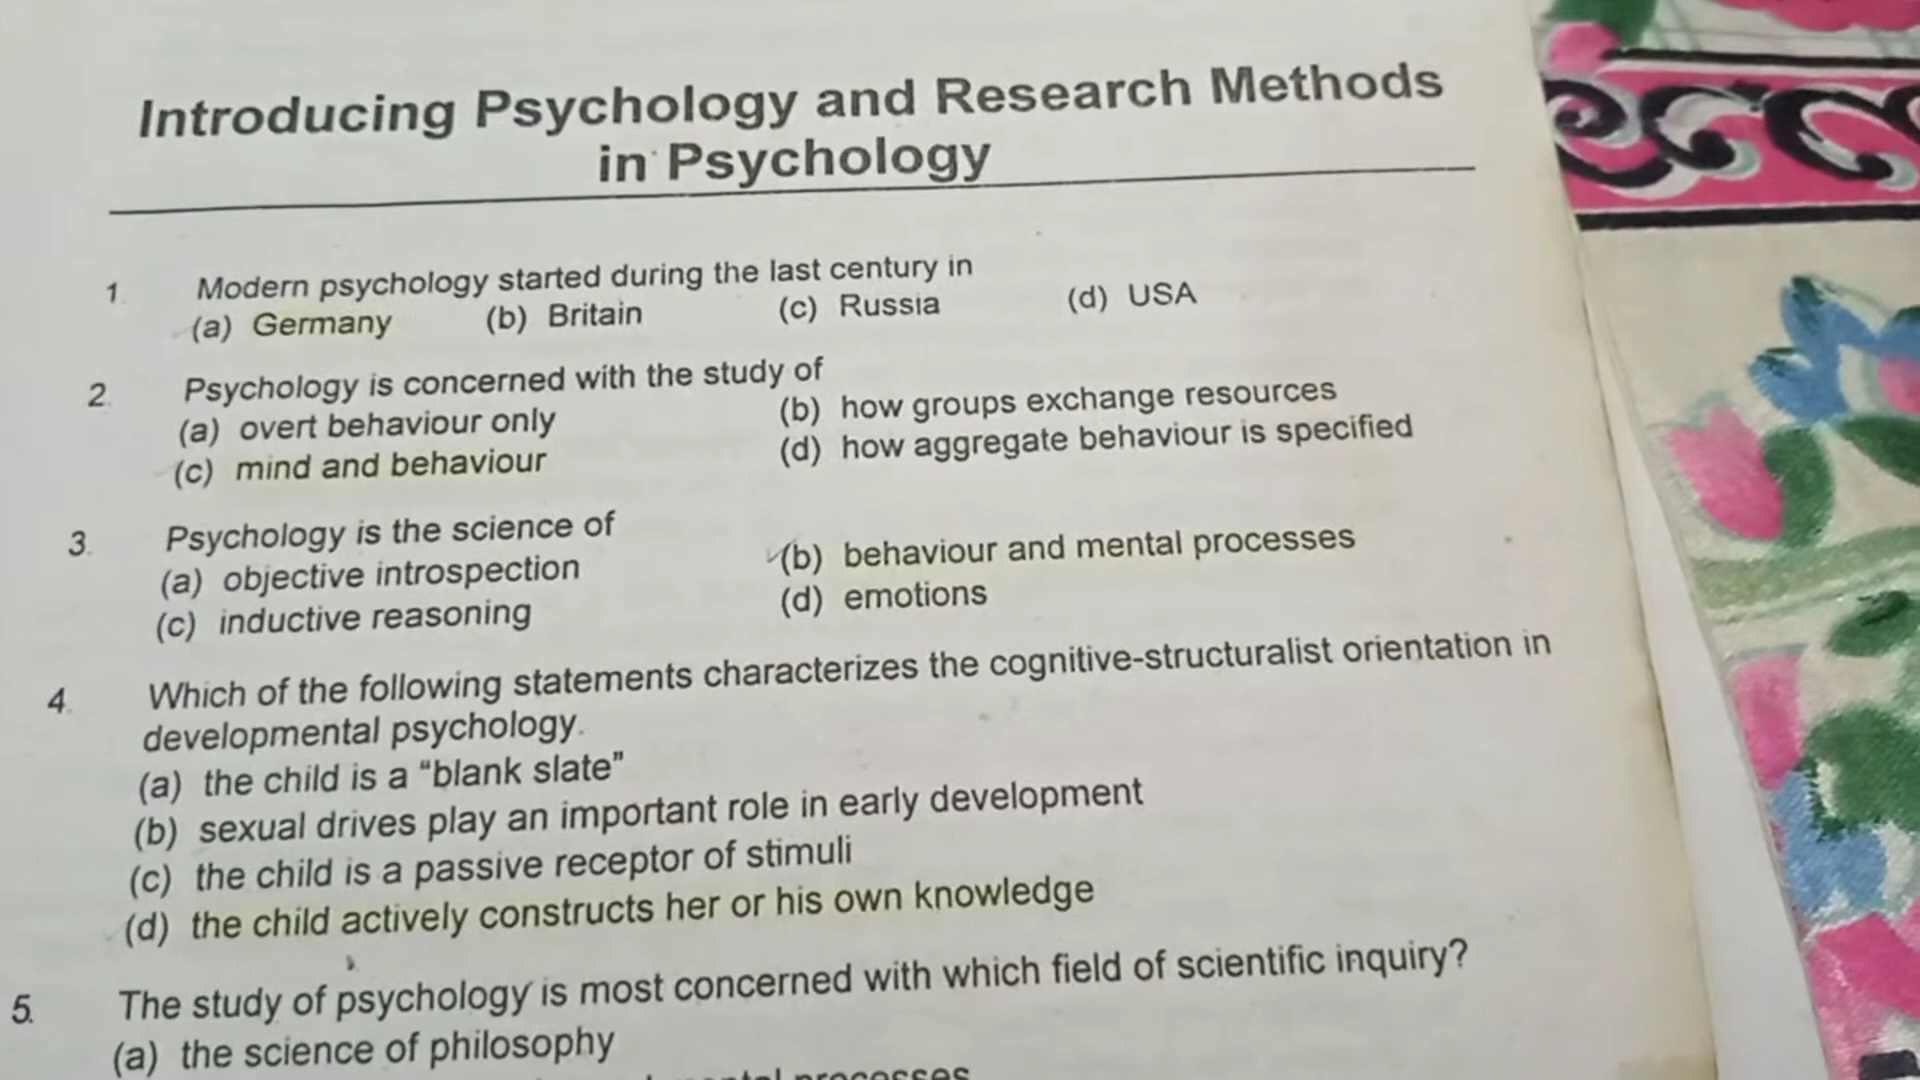 Introducing Psychology and Research Methods
in Psychology
1. Modern psychology started during the last century in
(a) Germany (b) Britain (c) Russia (d) USA
2. Psychology is concerned with the study of
(a) overt behaviour only (b) how groups exchange resources
(c) mind and behaviour (d) how aggregate behaviour is specified
3. Psychology is the science of
(a) objective introspection (b) behaviour and mental processes
(c) inductive reasoning (d) emotions
4. Which of the following statements characterizes the cognitive-structuralist orientation in
developmental psychology.
(a) the child is a “blank slate”
(b) sexual drives play an important role in early development
(c) the child is a passive receptor of stimuli
(d) the child actively constructs her or his own knowledge
5. The study of psychology is most concerned with which field of scientific inquiry?
(a) the science of philosophy
processes